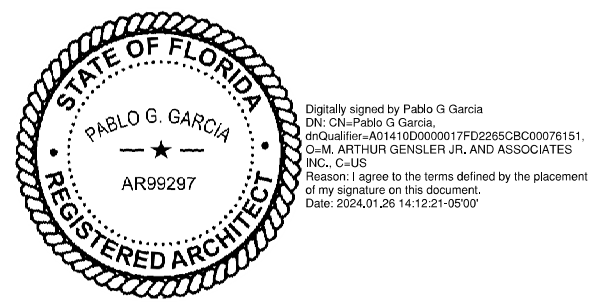 STATE OF FLORIDA
PABLO G. GARCIA
AR99297
REGISTERED ARCHITECT
Digitally signed by Pablo G Garcia
DN: CN=Pablo G Garcia,
dnQualifier=A01410D0000017FD2265CBC00076151,
O=M. ARTHUR GENSLER JR. AND ASSOCIATES
INC., C=US
Reason: I agree to the terms defined by the placement
of my signature on this document.
Date: 2024.01.26 14:12:21-05'00'